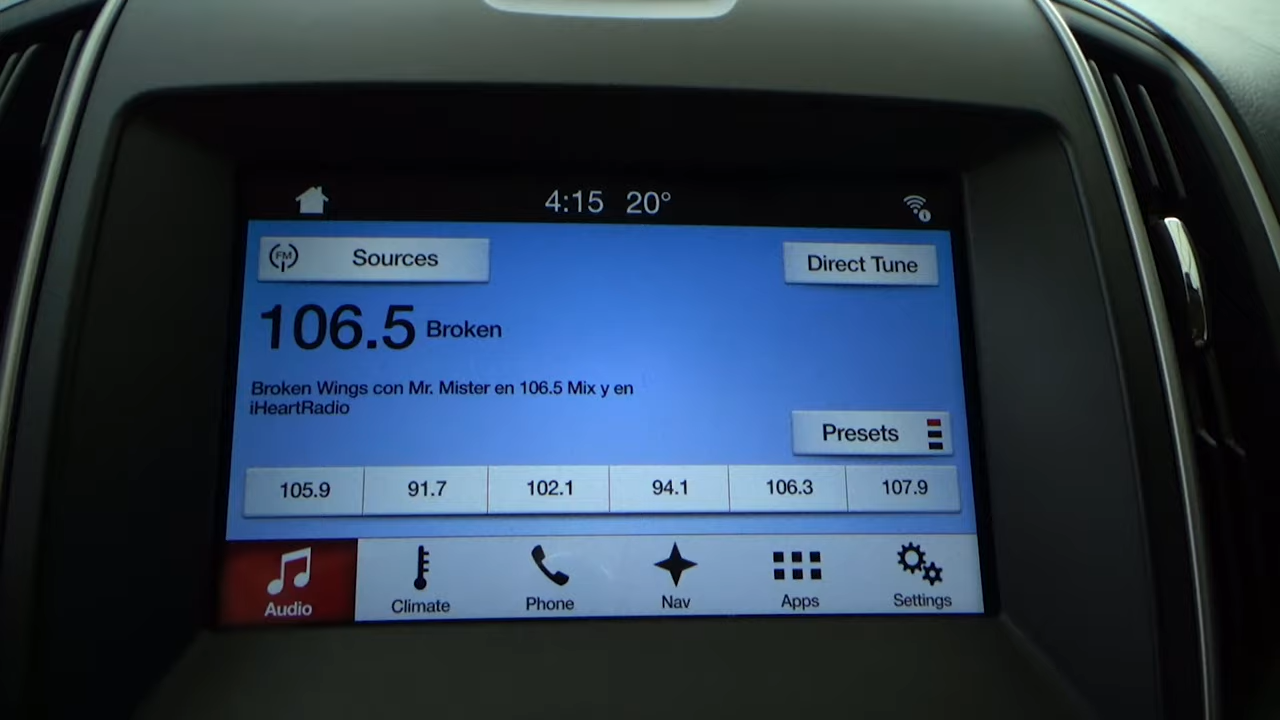 4:15 20°
FM Sources
Direct Tune
106.5 Broken
Broken Wings con Mr. Mister en 106.5 Mix y en
iHeartRadio
Presets
105.9 91.7 102.1 94.1 106.3 107.9
Audio Climate Phone Nav Apps Settings